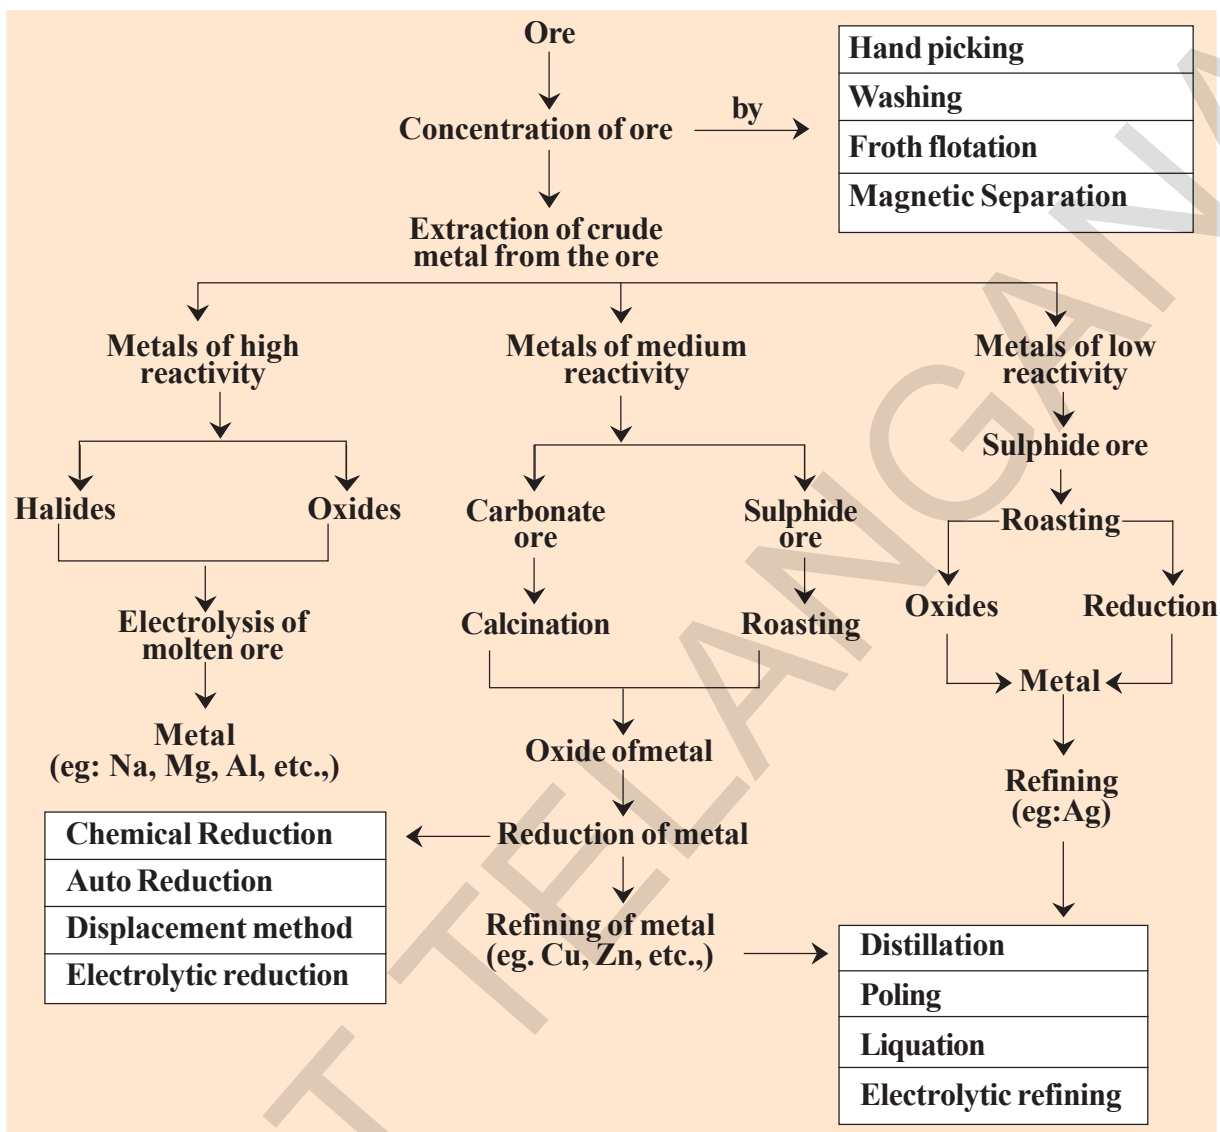 Ore
by
Concentration of ore
Hand picking
Washing
Froth flotation
Magnetic Separation
Extraction of crude
metal from the ore
Metals of high
reactivity
Metals of medium
reactivity
Metals of low
reactivity
Halides
Oxides
Carbonate
ore
Sulphide
ore
Sulphide ore
Roasting
Electrolysis of
molten ore
Calcination
Roasting
Oxides
Reduction
Metal
Metal
(eg: Na, Mg, Al, etc.,)
Oxide ofmetal
Refining
(eg:Ag)
Chemical Reduction
Auto Reduction
Displacement method
Electrolytic reduction
Reduction of metal
Refining of metal
(eg. Cu, Zn, etc.,)
Distillation
Poling
Liquation
Electrolytic refining
T TELANGANA